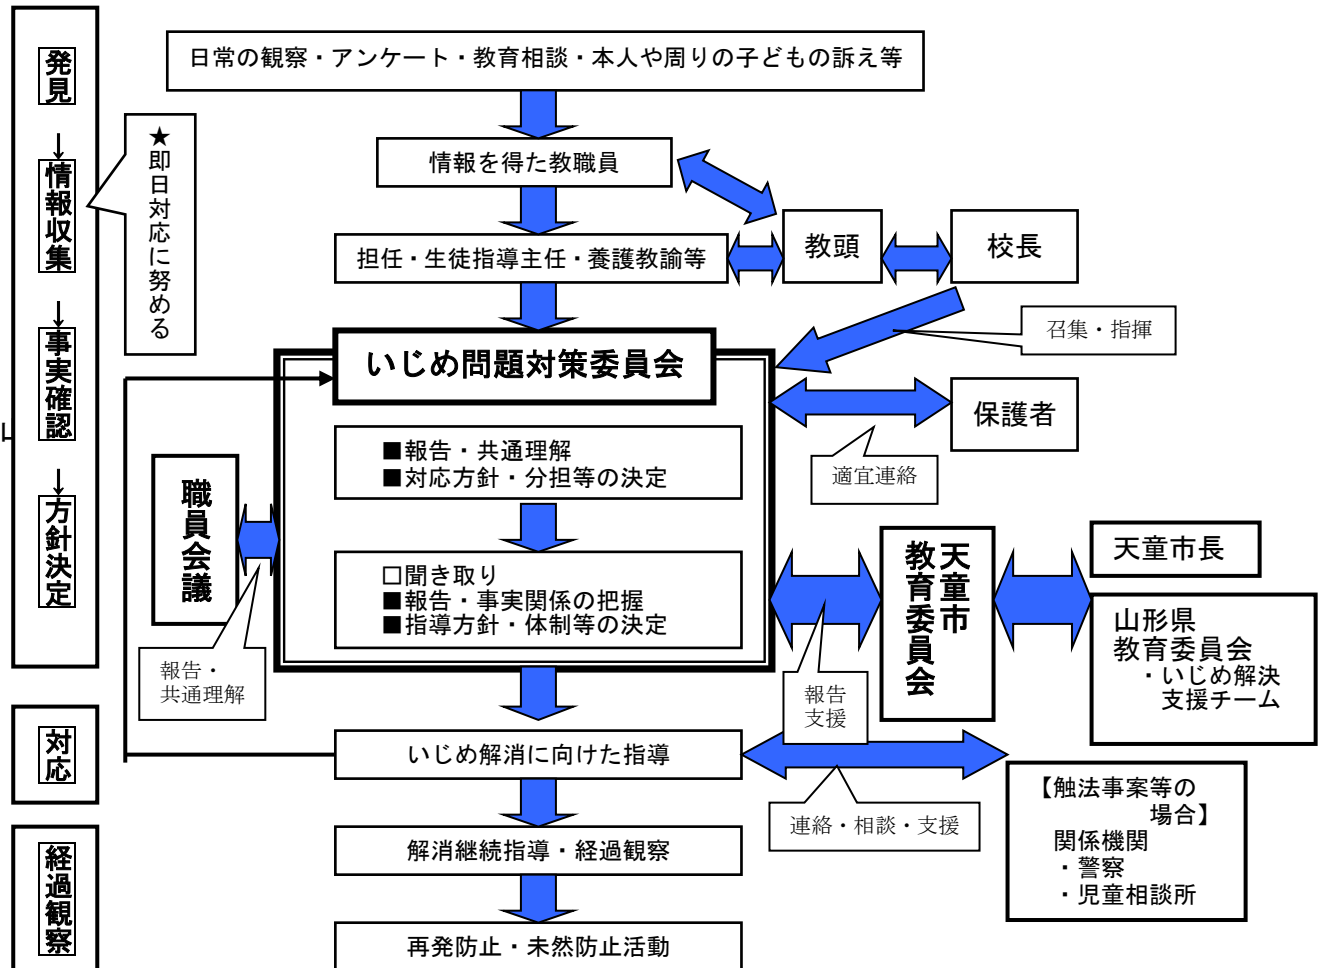 発見
↓
情報収集
↓
事実確認
↓
方針決定
★即日対応に努める
日常の観察・アンケート・教育相談・本人や周りの子どもの訴え等
情報を得た教職員
担任・生徒指導主任・養護教諭等
教頭
校長
召集・指揮
いじめ問題対策委員会
■報告・共通理解
■対応方針・分担等の決定
□聞き取り
■報告・事実関係の把握
■指導方針・体制等の決定
保護者
適宜連絡
職員会議
報告・
共通理解
天童市
教育委員会
報告
支援
天童市長
山形県
教育委員会
・いじめ解決
支援チーム
対応
いじめ解消に向けた指導
連絡・相談・支援
【触法事案等の
場合】
関係機関
・警察
・児童相談所
経過観察
解消継続指導・経過観察
再発防止・未然防止活動